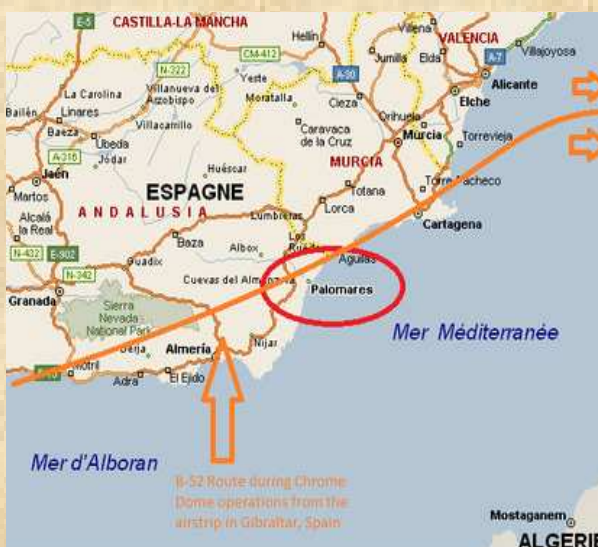 CASTILLA-LA MANCHA
VALENCIA
E-5
Hellín
Villena
N-322
CM-412
Yeste
Jumilla
Elda
A-7
Villajoyosa
La Carolina
Villanueva del
Arzobispo
Moratalla
A-30
Cieza
Alicante
Elche
Bailén
Linares
Villacarrillo
Caravaca
de la Cruz
Orihuela
Baeza
Úbeda
Murcia
Torrevieja
A-316
Jódar
MURCIA
Jaén
Huéscar
Totana
Torre-Pacheco
Martos
ESPAGNE
Lorca
Alcalá
la Real
ANDALUSIA
Lumbreras
Cartagena
Baza
Los
N-432
E-902
Albox
Aguilas
Guadix
N-342
Cuevas del
Palomares
Granada
Sierra
Nevada
National Park
Mer Méditerranée
Almería
Níjar
Motril
Adra
El Ejido
Mer d'Alboran
B-52 Route during Chrome
Dome operations from the
airstrip in Gibraltar, Spain
Mostaganem
ALGERIE